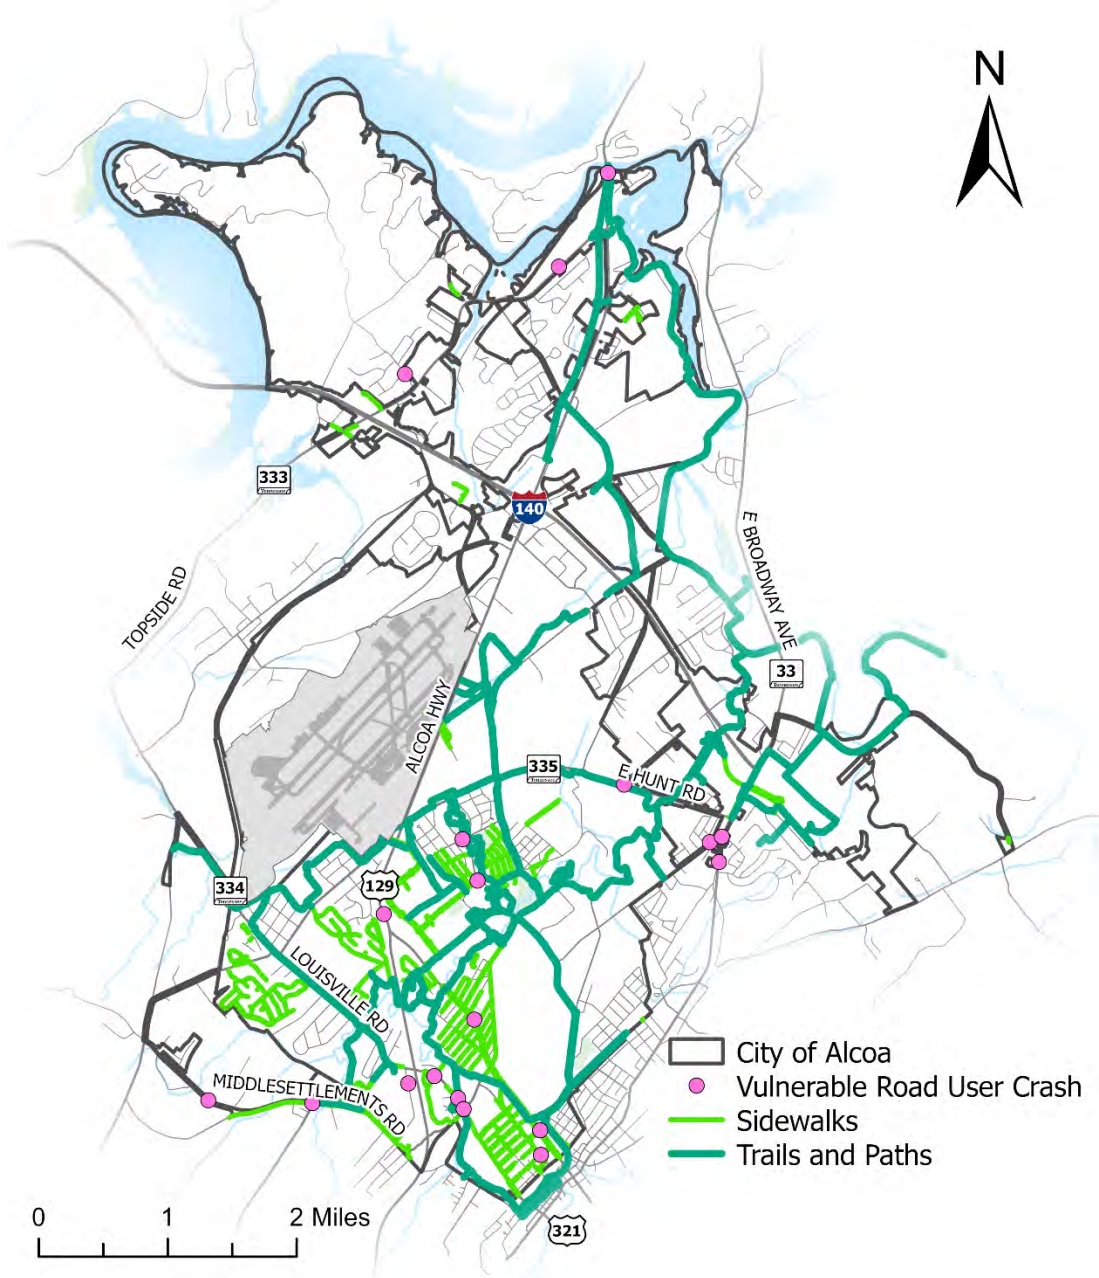 N
333
140
E BROADWAY AVE
TOPSIDE RD
33
ALCOA HWY
335
E HUNT RD
334
129
LOUISVILLE RD
MIDDLESETTLEMENTS RD
City of Alcoa
Vulnerable Road User Crash
Sidewalks
Trails and Paths
0 1 2 Miles
321